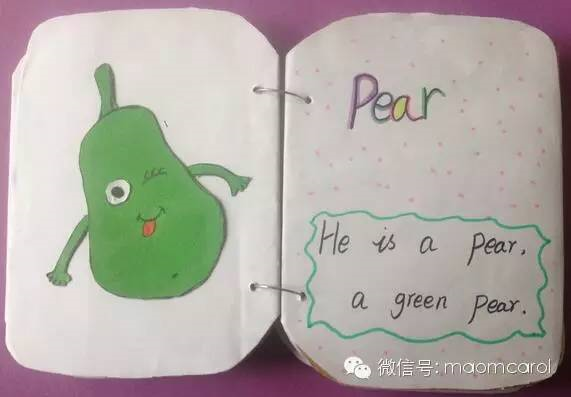 Pear
He is a pear,
a green pear.
微信号: maomcarol